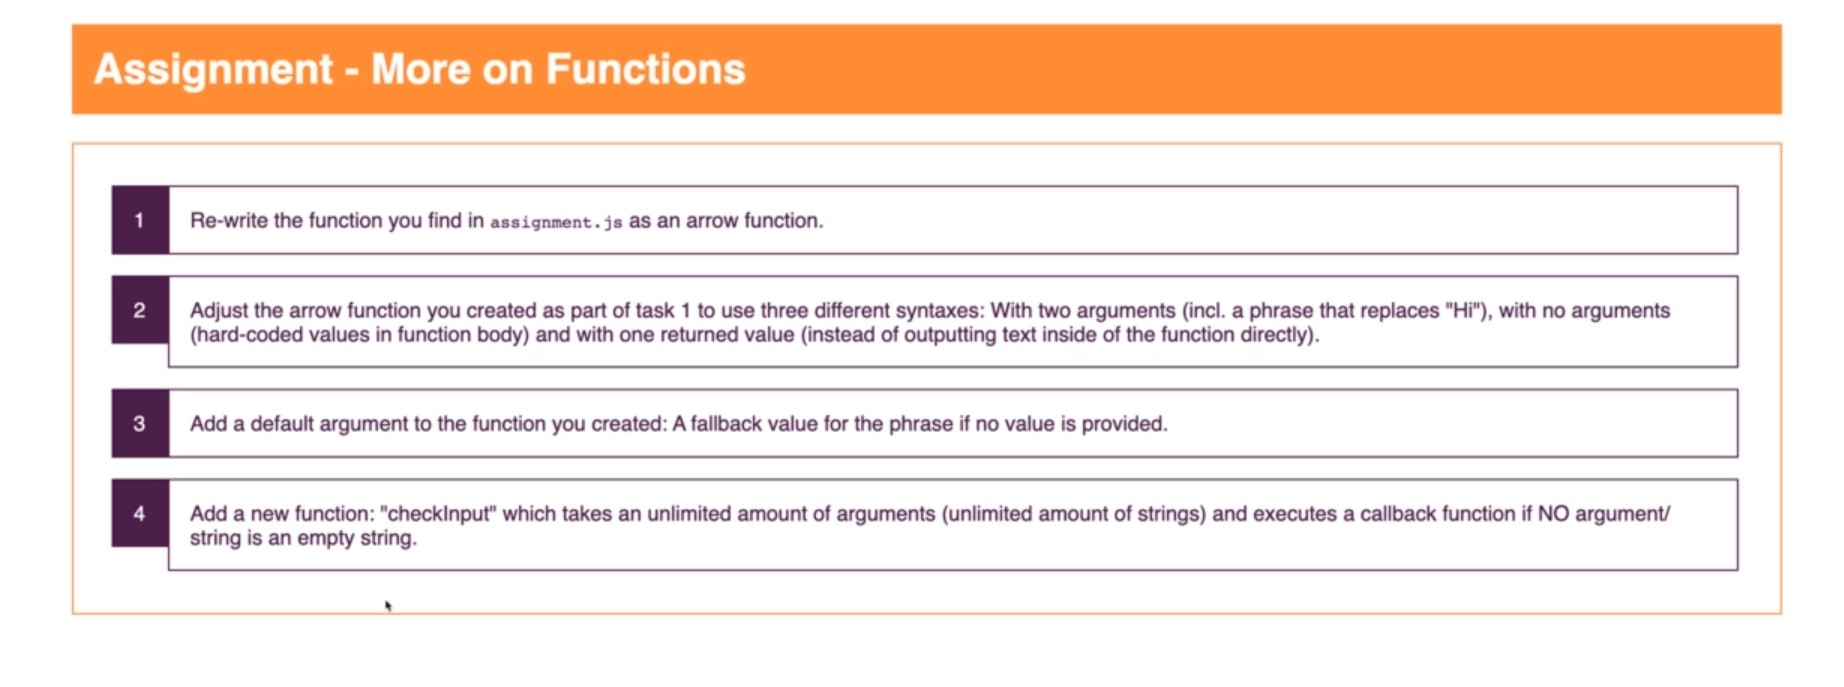 Assignment - More on Functions
1
Re-write the function you find in assignment.js as an arrow function.
2
Adjust the arrow function you created as part of task 1 to use three different syntaxes: With two arguments (incl. a phrase that replaces "Hi"), with no arguments
(hard-coded values in function body) and with one returned value (instead of outputting text inside of the function directly).
3
Add a default argument to the function you created: A fallback value for the phrase if no value is provided.
4
Add a new function: "checkInput" which takes an unlimited amount of arguments (unlimited amount of strings) and executes a callback function if NO argument/
string is an empty string.